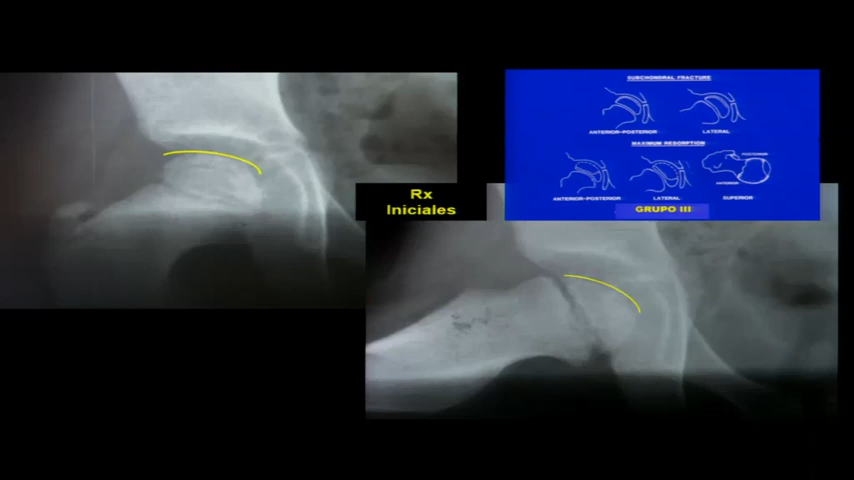 SUBCHONDRAL FRACTURE
ANTERIOR-POSTERIOR
LATERAL
MAXIMUM RESORPTION
POSTERIOR
ANTERIOR
ANTERIOR-POSTERIOR
LATERAL
SUPERIOR
GRUPO III
Rx
Iniciales